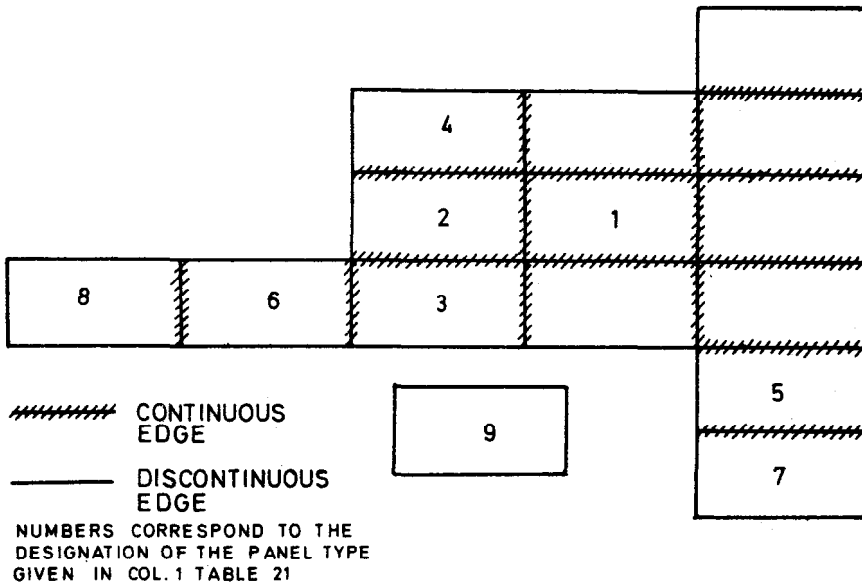 4
2
1
8
6
3
5
7
9
CONTINUOUS
EDGE
DISCONTINUOUS
EDGE
NUMBERS CORRESPOND TO THE
DESIGNATION OF THE PANEL TYPE
GIVEN IN COL. 1 TABLE 21